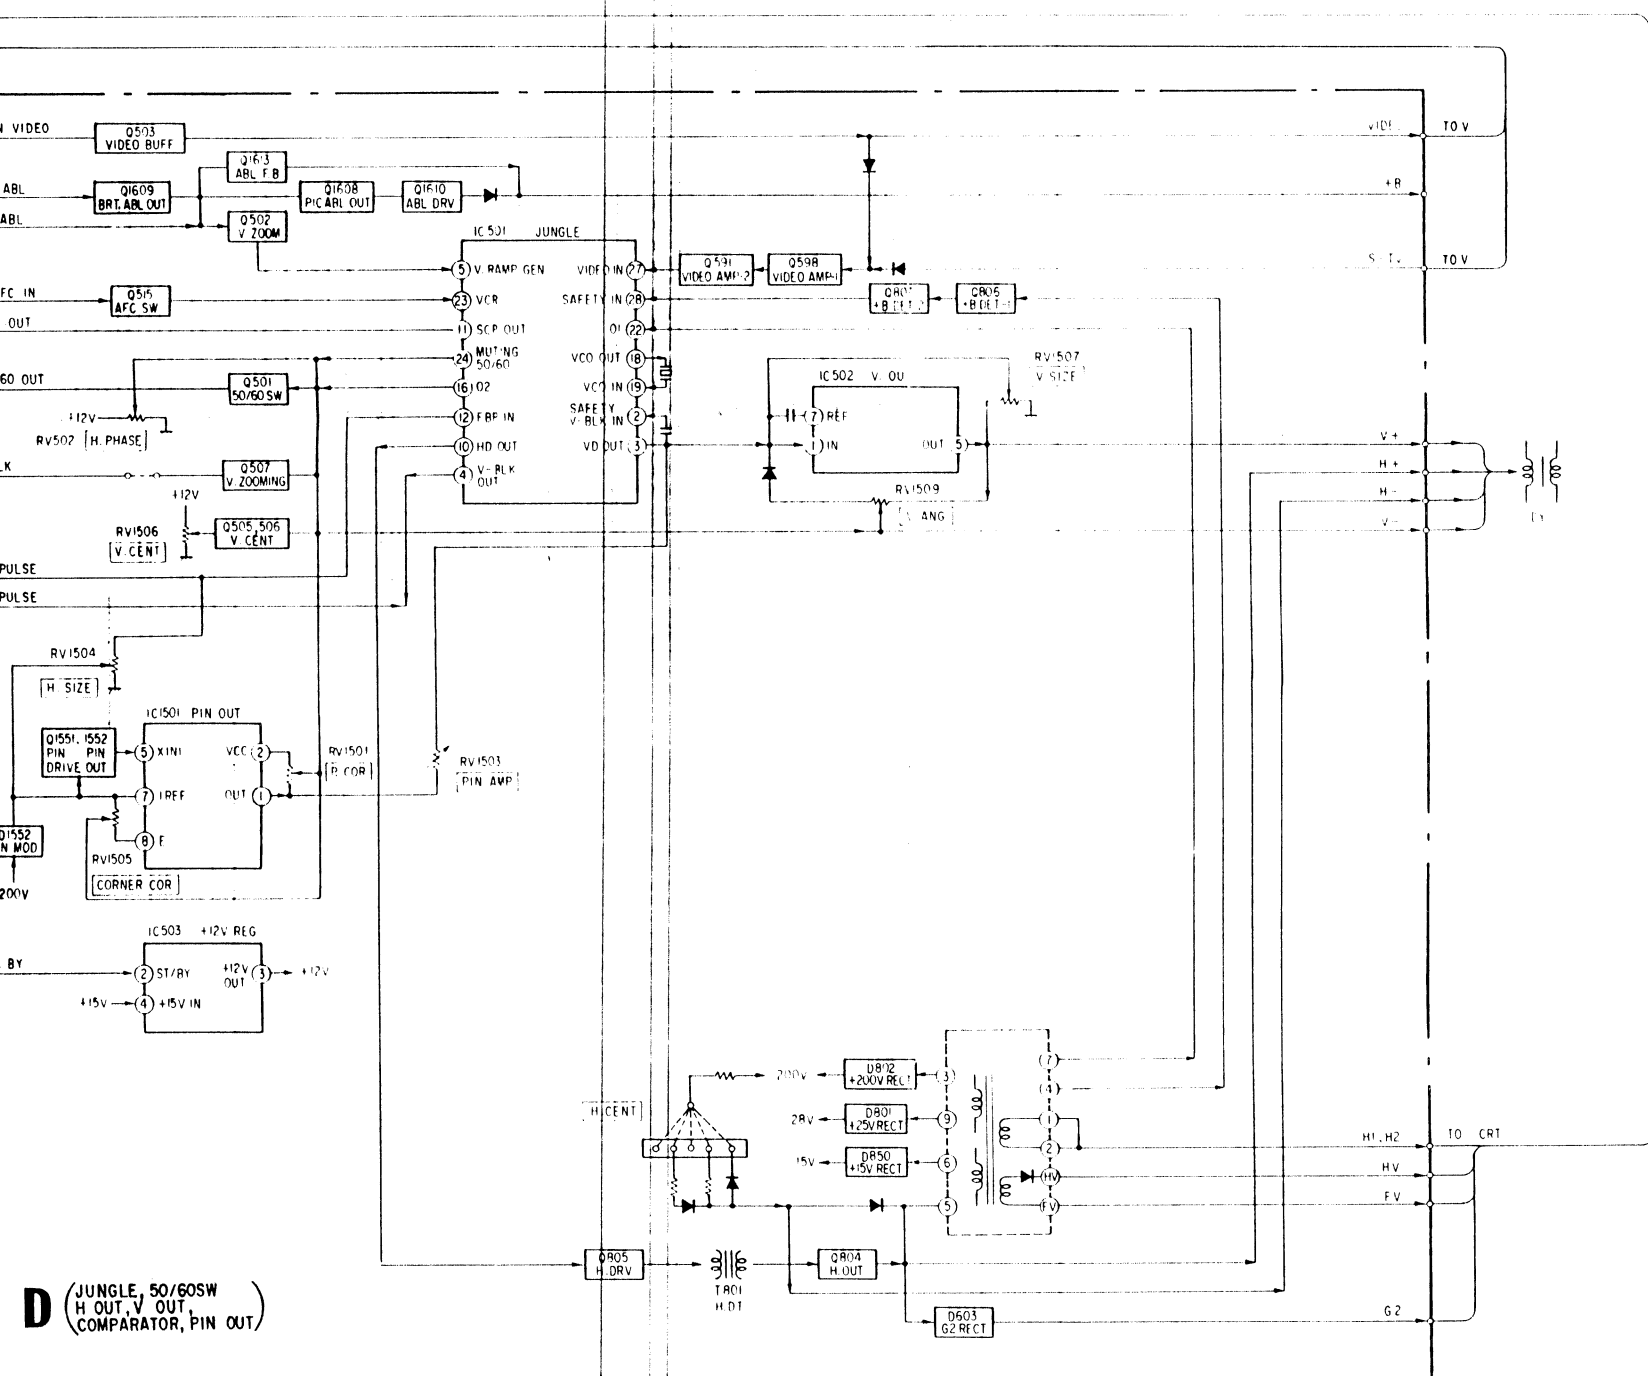 VIDEO
Q503
VIDEO BUFF
TO V
Q1613
ABL F.B
ABL
Q1609
BRT. ABL OUT
Q1608
PIC ABL OUT
Q1610
ABL DRV
+B
ABL
Q502
V. ZOOM
IC501 JUNGLE
5 V. RAMP GEN
VIDEO IN 27
Q591
VIDEO AMP-2
Q598
VIDEO AMP-1
TO V
FC IN
Q515
AFC SW
23 VCR
SAFETY IN 28
+B DET-2
+B DET-1
OUT
11 SCP OUT
22
24 MUTING
50/60
VCO OUT 18
RV1507
V.SIZE
60 OUT
Q501
50/60 SW
16 O2
VCO IN 19
IC502
+12V
RV502 H. PHASE
12 FBP IN
SAFETY
V-BLK IN 2
7 REF
10 HD OUT
VD OUT 3
1 IN
OUT 5
V+
LK
Q507
V. ZOOMING
4 V-BLK
OUT
H+
+12V
RV1509
ANG
H-
RV1506
V.CENT
Q505,506
V. CENT
V-
DY
PULSE
PULSE
RV1504
H. SIZE
IC1501 PIN OUT
Q1551, 1552
PIN PIN
DRIVE OUT
5 XIN1
VCC 2
RV1501
P. COR
RV1503
PIN AMP
7 IREF
OUT 1
D1552
N MOD
8 E
RV1505
CORNER COR
200V
IC503 +12V REG
BY
2 ST/BY
+12V
OUT 3
+12V
+15V
4 +15V IN
7
200V
D802
+200V RECT
3
4
H.CENT
28V
D801
+25V RECT
9
1
15V
D850
+15V RECT
6
2
H1,H2
TO CRT
HV
HV
5
FV
FV
Q805
H.DRV
T801
H.DT
Q804
H.OUT
D603
G2 RECT
G2
D
JUNGLE, 50/60SW
H OUT, V OUT,
COMPARATOR, PIN OUT